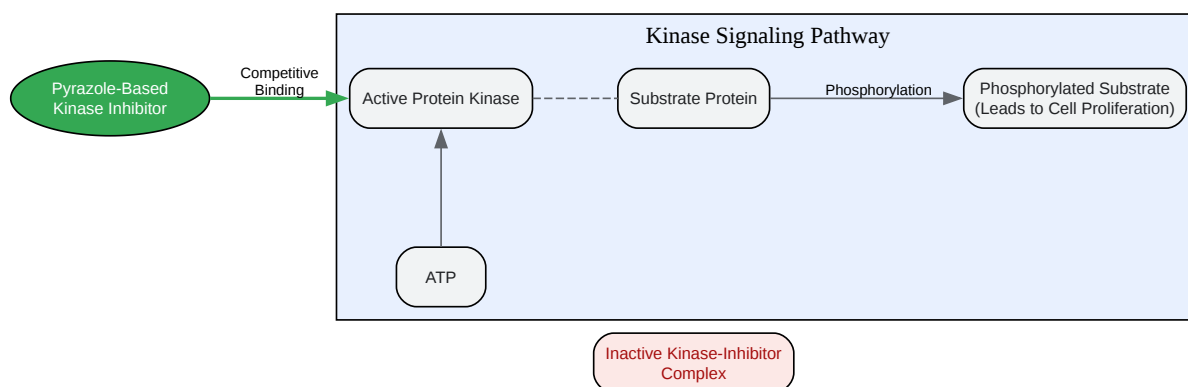 Kinase Signaling Pathway
Pyrazole-Based
Kinase Inhibitor
Competitive
Binding
Active Protein Kinase
Substrate Protein
Phosphorylation
Phosphorylated Substrate
(Leads to Cell Proliferation)
ATP
Inactive Kinase-Inhibitor
Complex